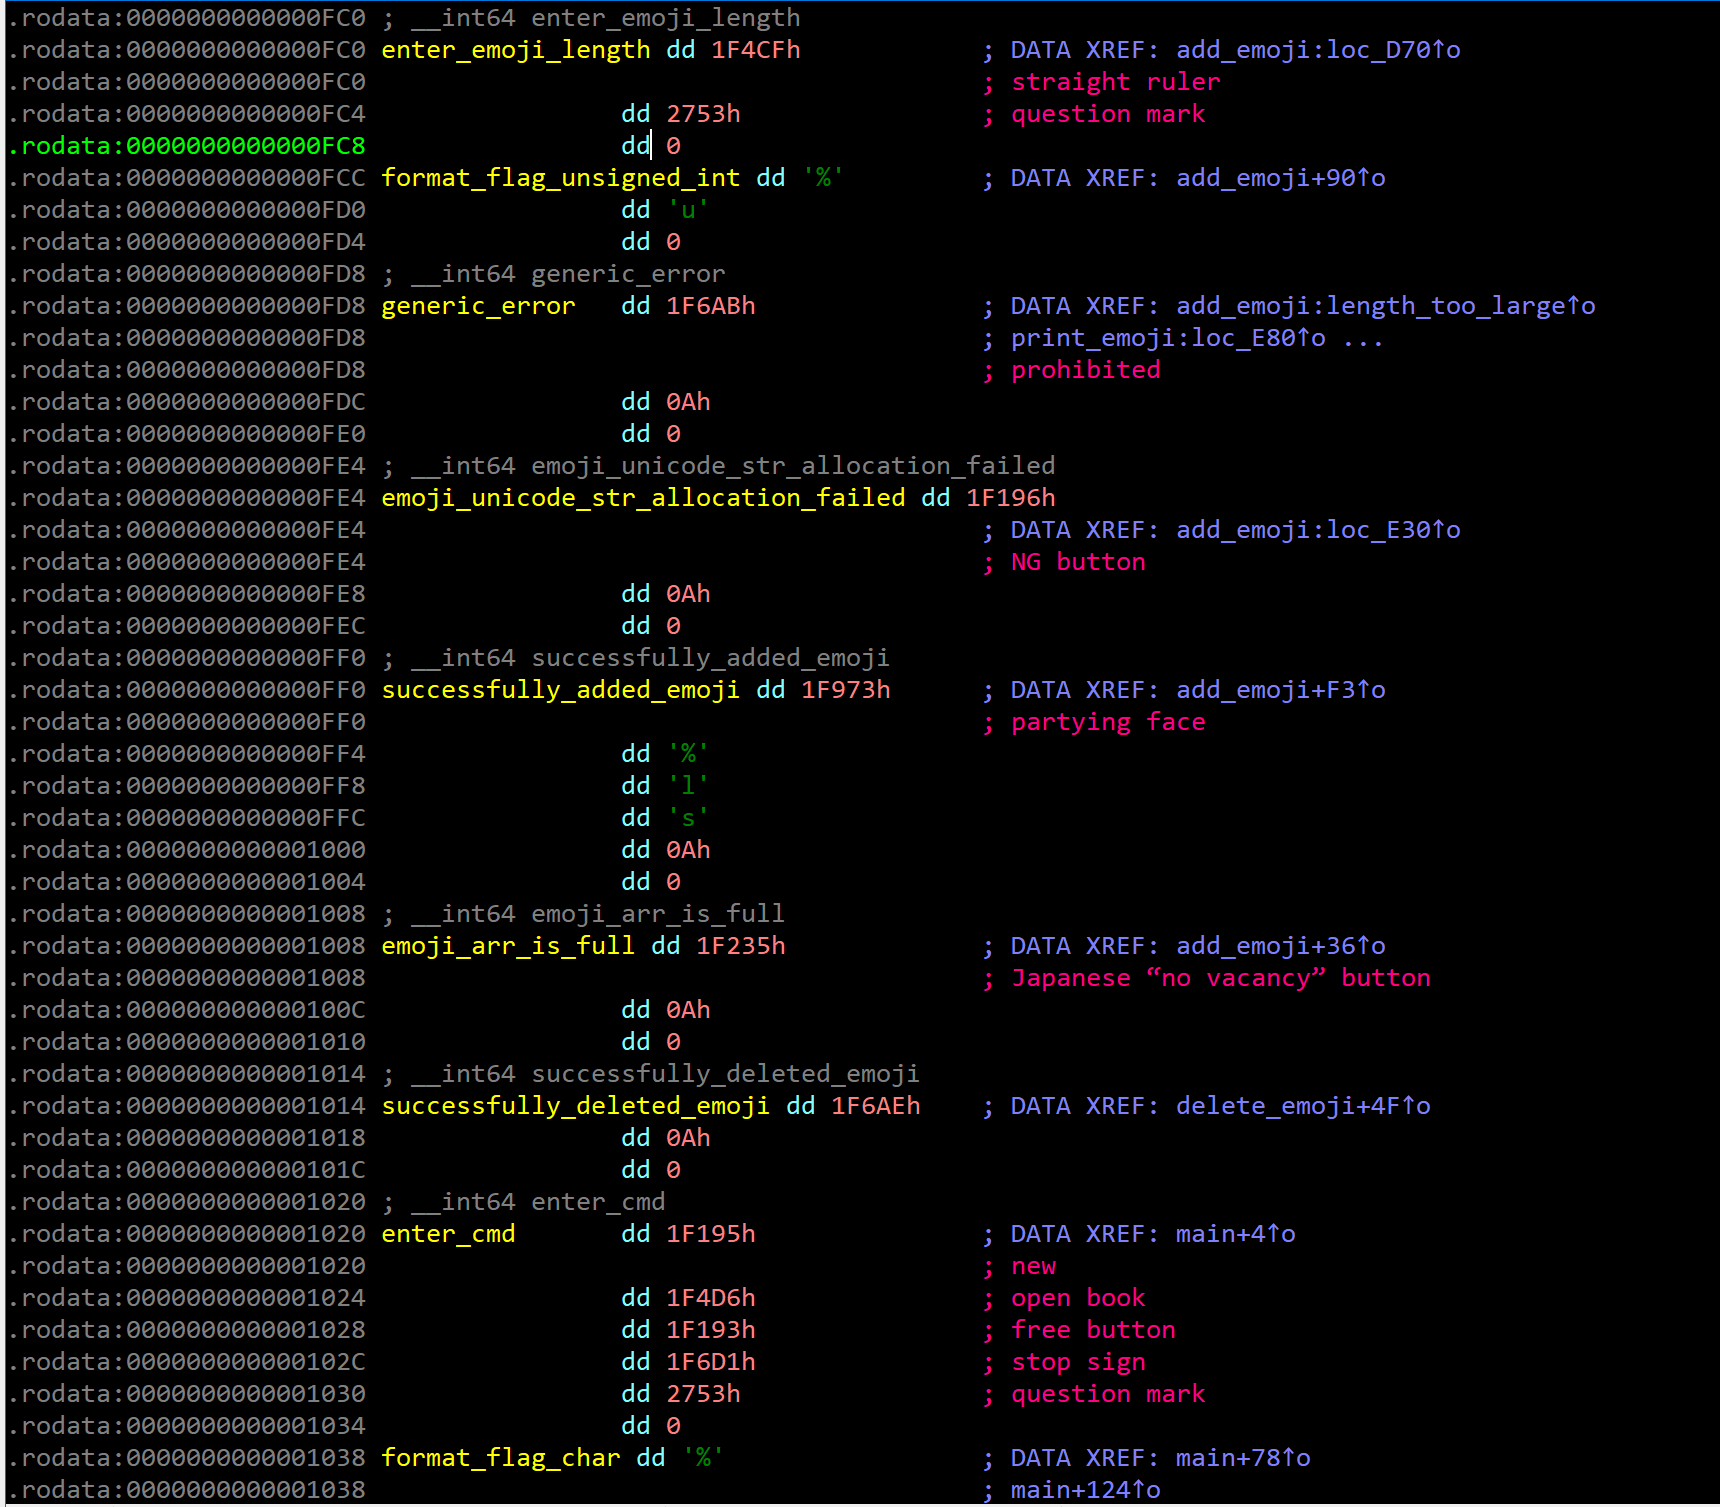 .rodata:0000000000000FC0 ; __int64 enter_emoji_length
.rodata:0000000000000FC0 enter_emoji_length dd 1F4CFh ; DATA XREF: add_emoji:loc_D70↑o
.rodata:0000000000000FC0 ; straight ruler
.rodata:0000000000000FC4 dd 2753h ; question mark
.rodata:0000000000000FC8 dd 0
.rodata:0000000000000FCC format_flag_unsigned_int dd '%' ; DATA XREF: add_emoji+90↑o
.rodata:0000000000000FD0 dd 'u'
.rodata:0000000000000FD4 dd 0
.rodata:0000000000000FD8 ; __int64 generic_error
.rodata:0000000000000FD8 generic_error dd 1F6ABh ; DATA XREF: add_emoji:length_too_large↑o
.rodata:0000000000000FD8 ; print_emoji:loc_E80↑o ...
.rodata:0000000000000FD8 ; prohibited
.rodata:0000000000000FDC dd 0Ah
.rodata:0000000000000FE0 dd 0
.rodata:0000000000000FE4 ; __int64 emoji_unicode_str_allocation_failed
.rodata:0000000000000FE4 emoji_unicode_str_allocation_failed dd 1F196h
.rodata:0000000000000FE4 ; DATA XREF: add_emoji:loc_E30↑o
.rodata:0000000000000FE4 ; NG button
.rodata:0000000000000FE8 dd 0Ah
.rodata:0000000000000FEC dd 0
.rodata:0000000000000FF0 ; __int64 successfully_added_emoji
.rodata:0000000000000FF0 successfully_added_emoji dd 1F973h ; DATA XREF: add_emoji+F3↑o
.rodata:0000000000000FF0 ; partying face
.rodata:0000000000000FF4 dd '%'
.rodata:0000000000000FF8 dd 'l'
.rodata:0000000000000FFC dd 's'
.rodata:0000000000001000 dd 0Ah
.rodata:0000000000001004 dd 0
.rodata:0000000000001008 ; __int64 emoji_arr_is_full
.rodata:0000000000001008 emoji_arr_is_full dd 1F235h ; DATA XREF: add_emoji+36↑o
.rodata:0000000000001008 ; Japanese “no vacancy” button
.rodata:000000000000100C dd 0Ah
.rodata:0000000000001010 dd 0
.rodata:0000000000001014 ; __int64 successfully_deleted_emoji
.rodata:0000000000001014 successfully_deleted_emoji dd 1F6AEh ; DATA XREF: delete_emoji+4F↑o
.rodata:0000000000001018 dd 0Ah
.rodata:000000000000101C dd 0
.rodata:0000000000001020 ; __int64 enter_cmd
.rodata:0000000000001020 enter_cmd dd 1F195h ; DATA XREF: main+4↑o
.rodata:0000000000001020 ; new
.rodata:0000000000001024 dd 1F4D6h ; open book
.rodata:0000000000001028 dd 1F193h ; free button
.rodata:000000000000102C dd 1F6D1h ; stop sign
.rodata:0000000000001030 dd 2753h ; question mark
.rodata:0000000000001034 dd 0
.rodata:0000000000001038 format_flag_char dd '%' ; DATA XREF: main+78↑o
.rodata:0000000000001038 ; main+124↑o